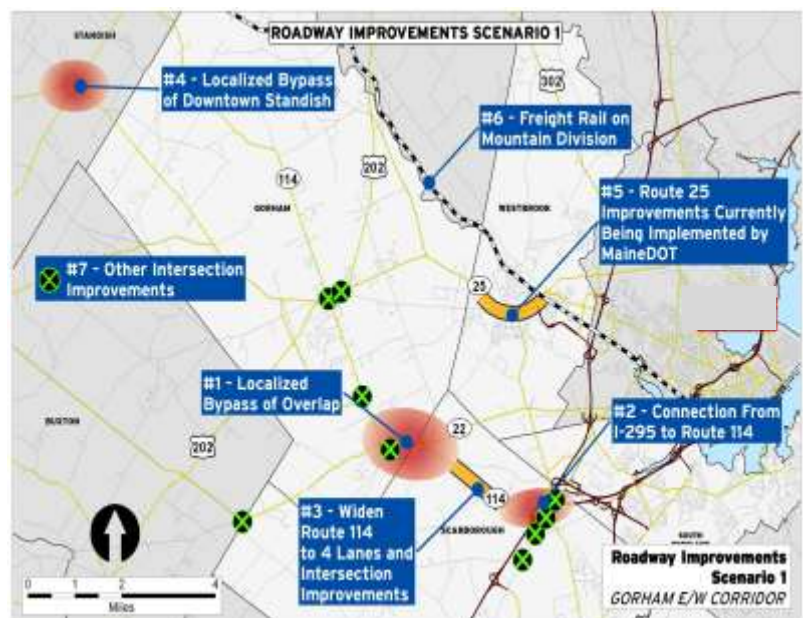 ROADWAY IMPROVEMENTS SCENARIO 1
STANDISH
#4 - Localized Bypass
of Downtown Standish
302
#6 - Freight Rail on
Mountain Division
202
114
GORHAM
WESTBROOK
#5 - Route 25
Improvements Currently
Being Implemented by
MaineDOT
#7 - Other Intersection
Improvements
25
#1 - Localized
Bypass of Overlap
#2 - Connection From
I-295 to Route 114
22
BUXTON
202
114
#3 - Widen
Route 114
to 4 Lanes and
Intersection
Improvements
SCARBOROUGH
SOUTH
Roadway Improvements
Scenario 1
GORHAM E/W CORRIDOR
0 1 2 4
Miles